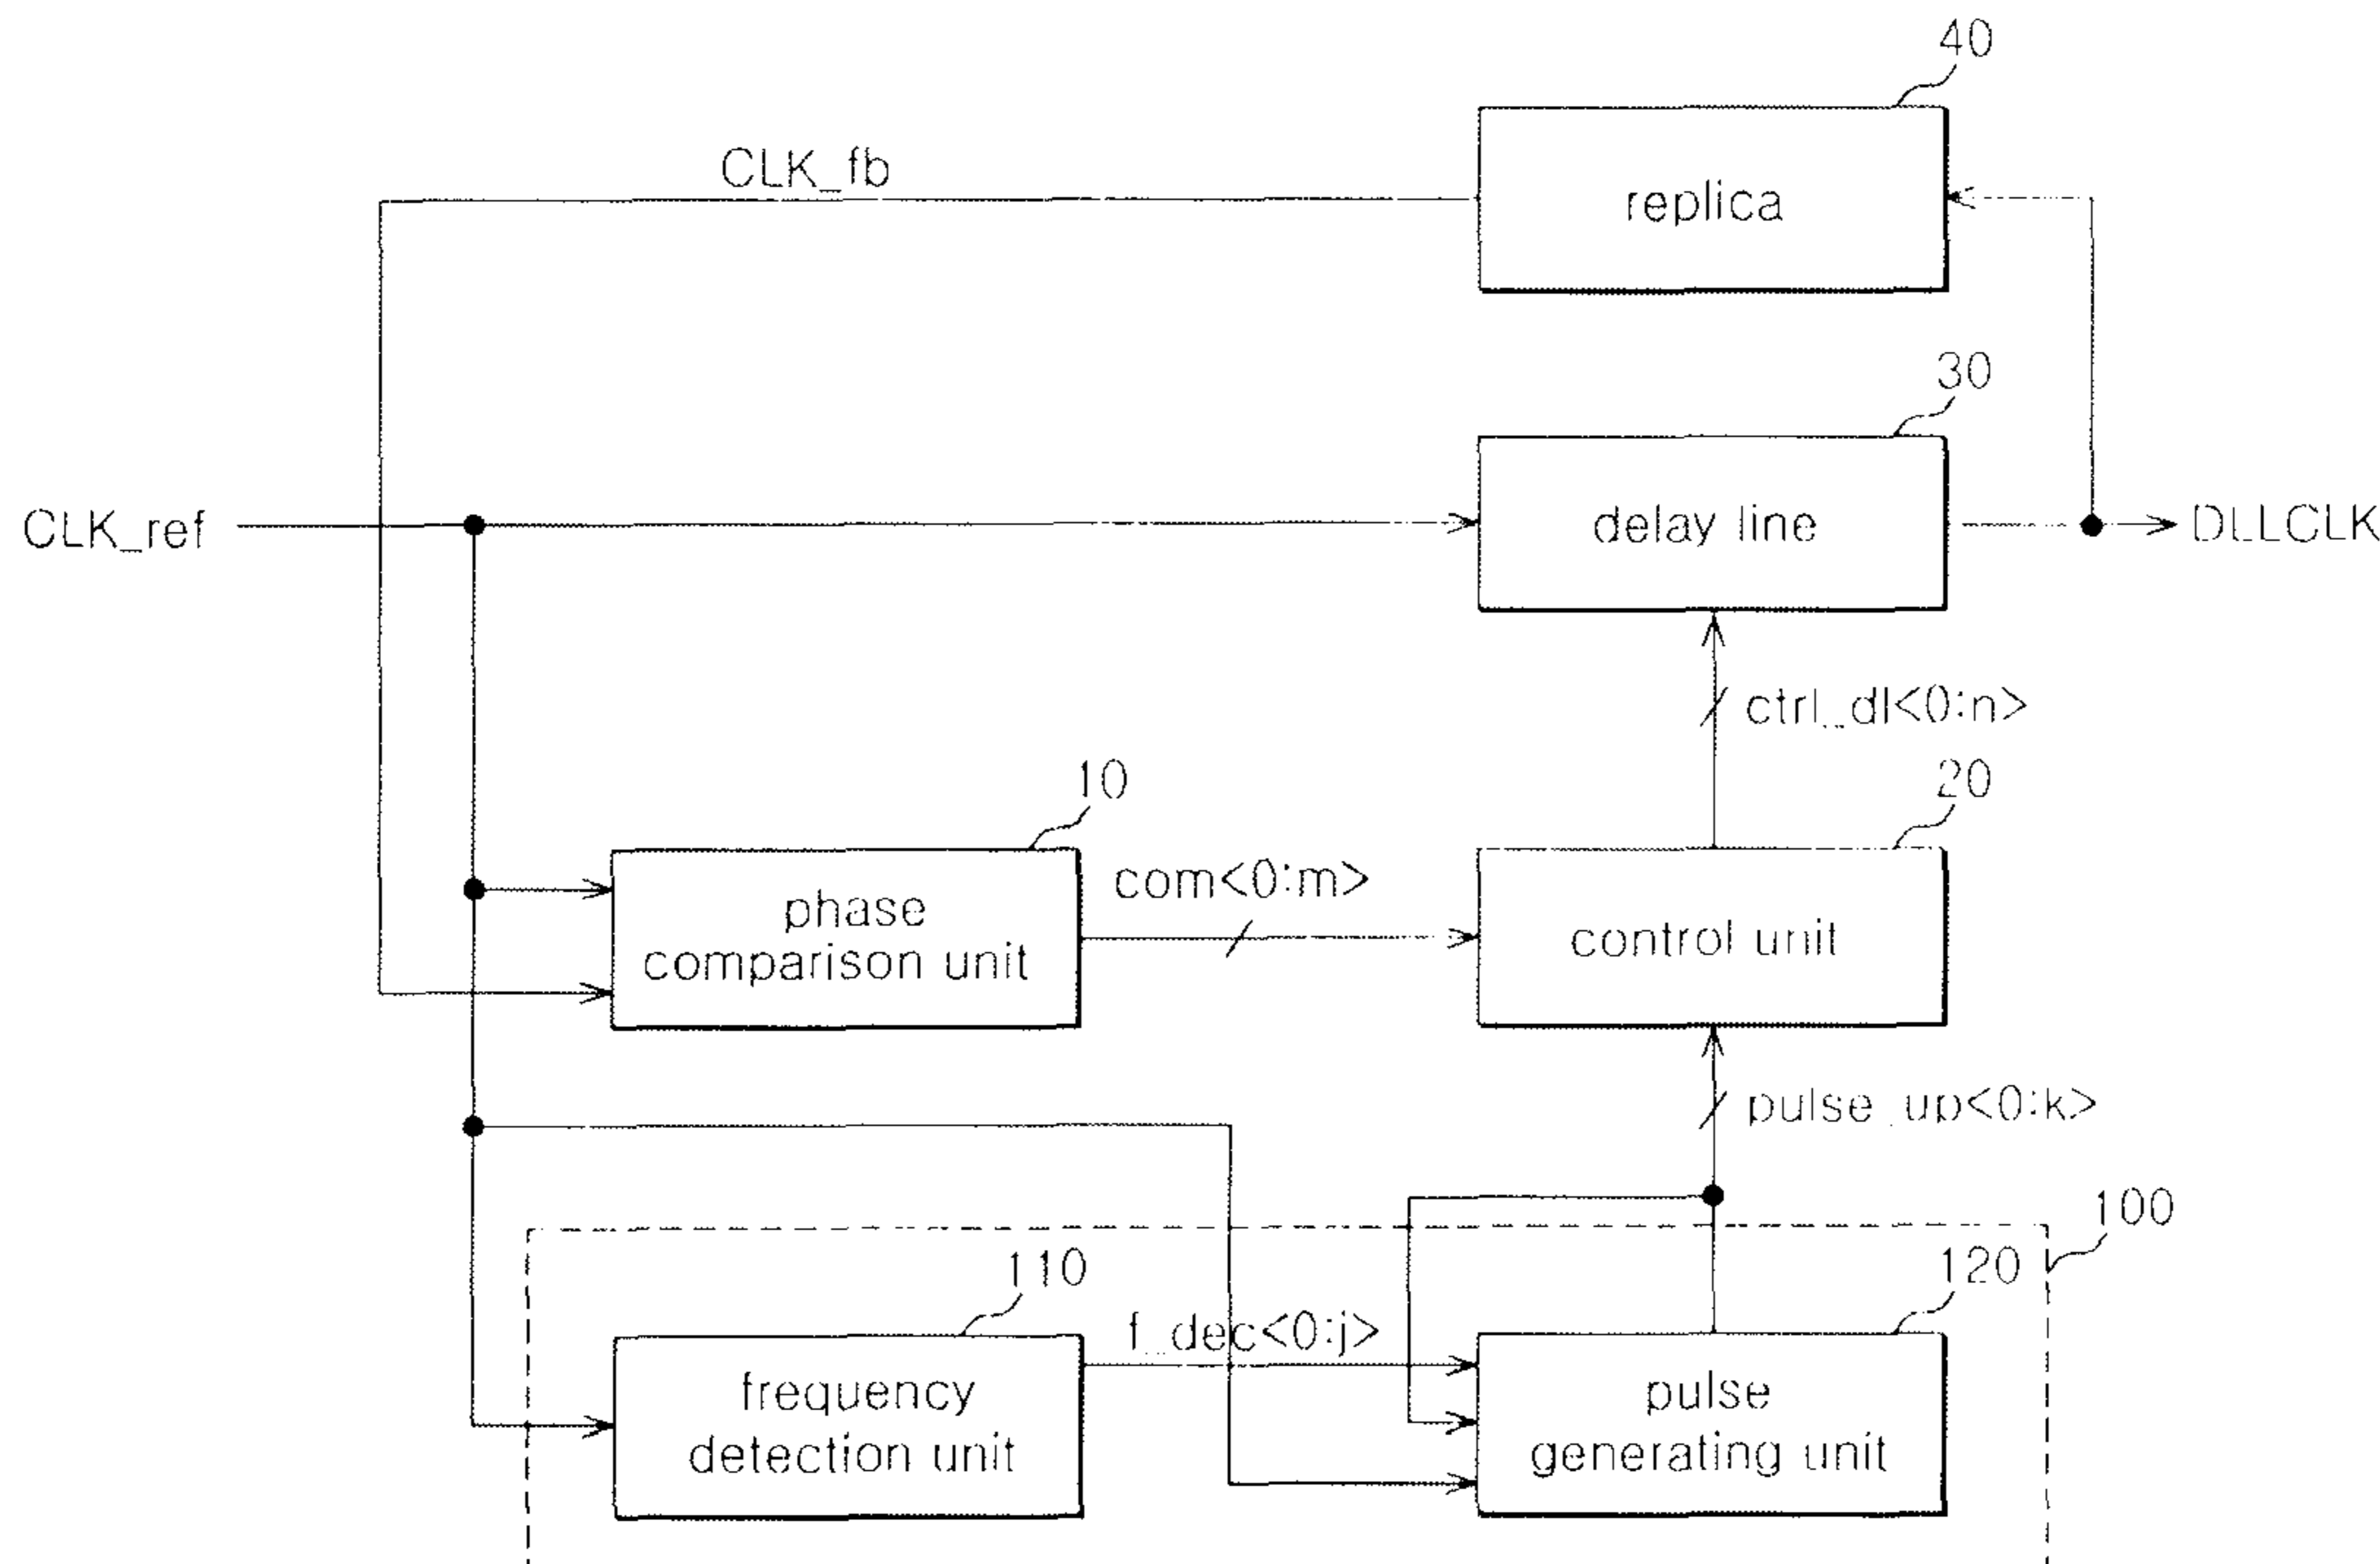 40
CLK_fb
replica
30
CLK_ref
delay line
DLLCLK
ctrl_dl<0:n>
10
20
com<0:m>
phase
comparison unit
control unit
pulse_up<0:k>
100
110
120
f_dec<0:j>
frequency
detection unit
pulse
generating unit